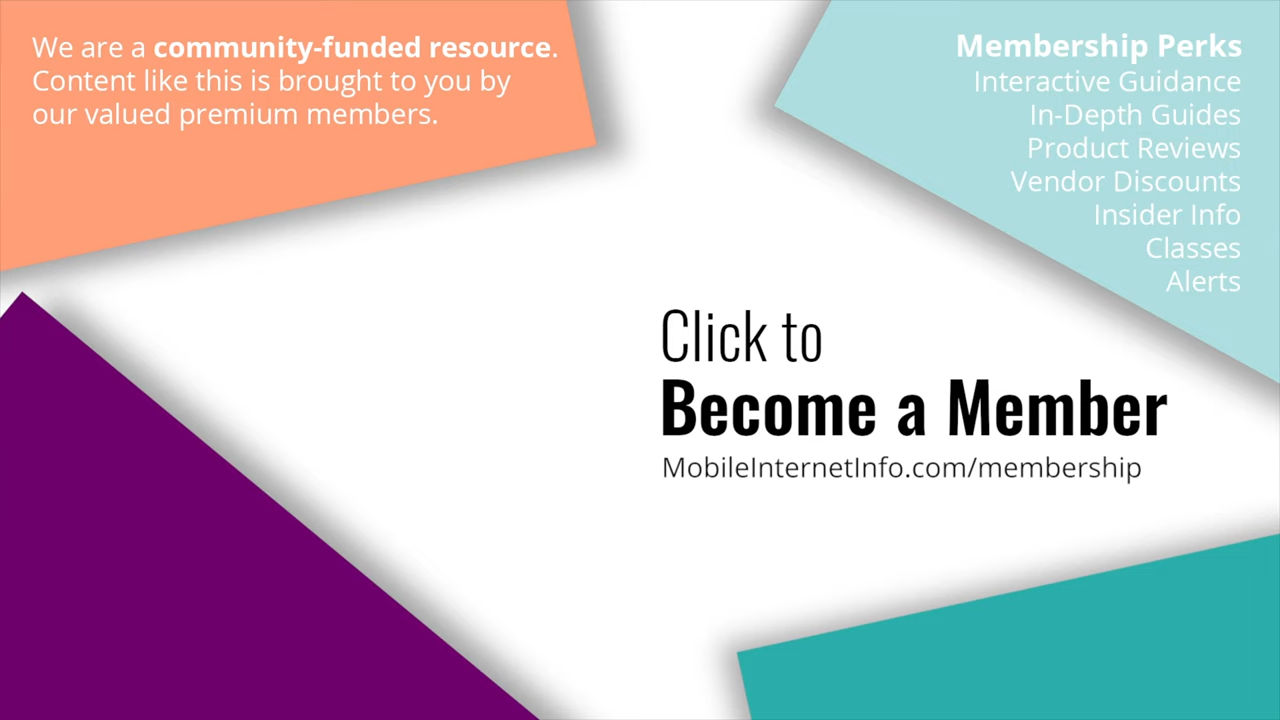 We are a community-funded resource.
Content like this is brought to you by
our valued premium members.
Membership Perks
Interactive Guidance
In-Depth Guides
Product Reviews
Vendor Discounts
Insider Info
Classes
Alerts
Click to
Become a Member
MobileInternetInfo.com/membership